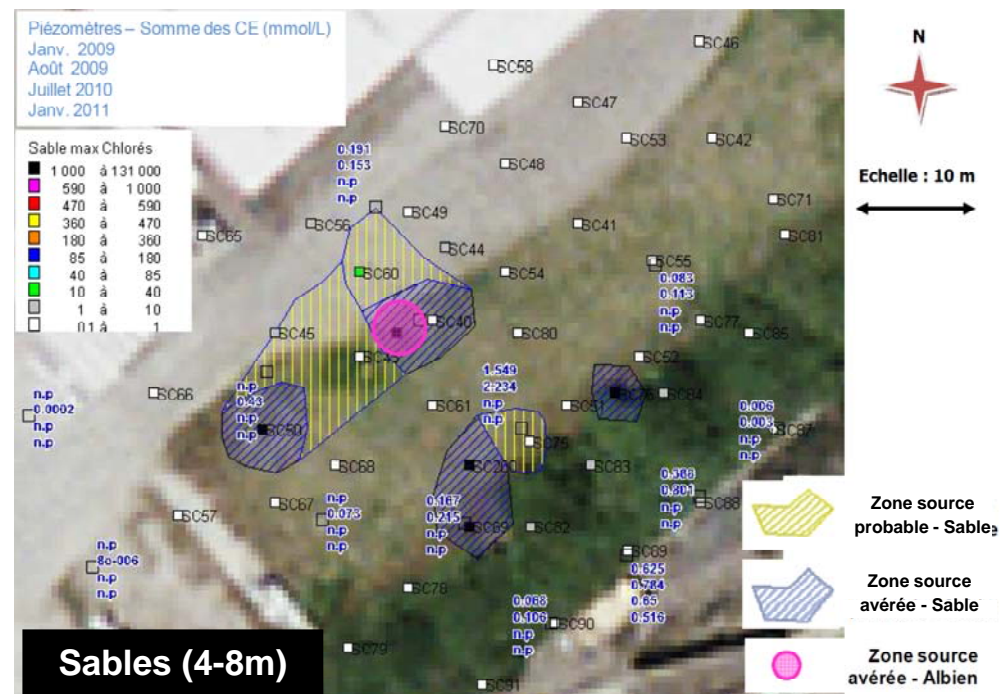 Piézomètres – Somme des CE (mmol/L)
Janv. 2009
Août 2009
Juillet 2010
Janv. 2011
Sable max Chlorés
1 000 à 131 000
590 à 1 000
470 à 590
360 à 470
180 à 360
85 à 180
40 à 85
10 à 40
1 à 10
0.1 à 1
N
Echelle : 10 m
SC46
SC58
SC47
SC70
SC53
SC42
0.191
0.153
n.p
n.p
SC48
SC71
SC49
SC56
SC41
SC65
SC81
SC44
SC55
SC60
SC54
0.083
0.113
n.p
n.p
SC40
SC77
SC45
SC80
SC85
SC52
1.549
2.234
n.p
n.p
SC66
SC84
n.p
0.0002
n.p
n.p
n.p
0.43
n.p
n.p
SC61
SC50
0.006
0.003
n.p
n.p
SC87
SC75
SC68
SC83
SC67
n.p
0.073
n.p
n.p
0.167
0.215
n.p
n.p
SC88
SC57
SC69
SC82
n.p
8e-006
n.p
n.p
SC89
0.625
0.784
0.65
0.516
SC78
0.068
0.106
n.p
n.p
SC90
SC79
SC91
Zone source
probable - Sable
Zone source
avérée - Sable
Zone source
avérée - Albien
Sables (4-8m)